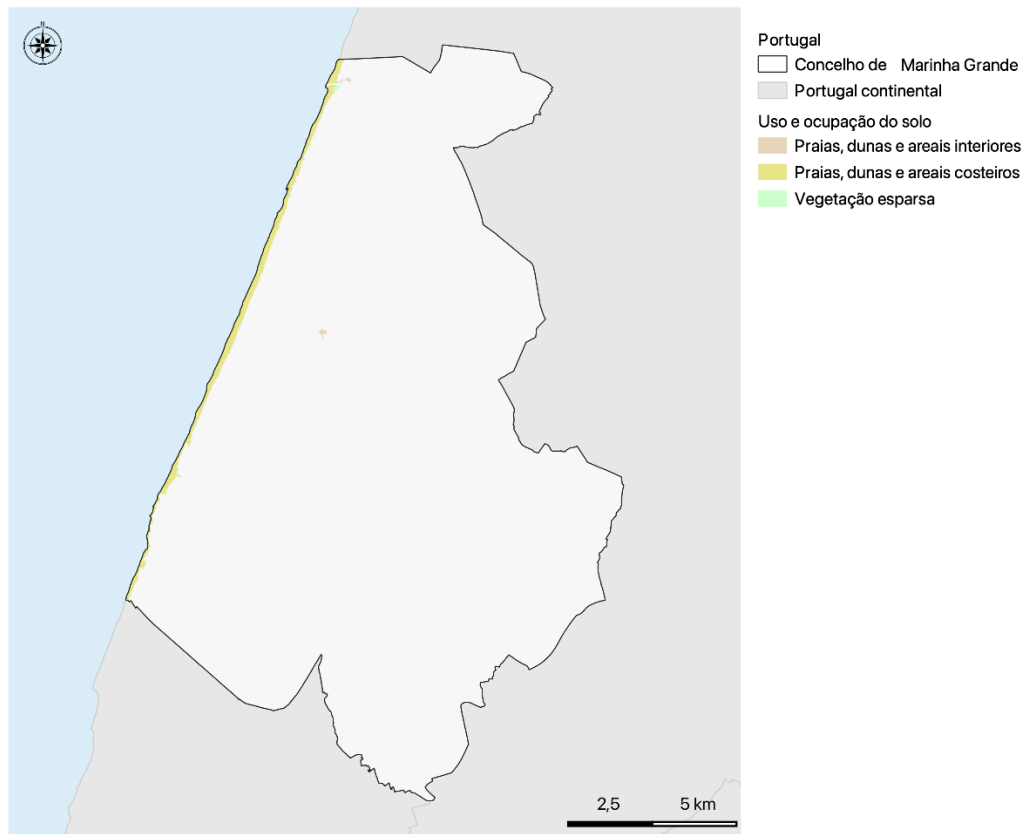 N
Portugal
Concelho de Marinha Grande
Portugal continental
Uso e ocupação do solo
Praias, dunas e areais interiores
Praias, dunas e areais costeiros
Vegetação esparsa
2,5 5 km